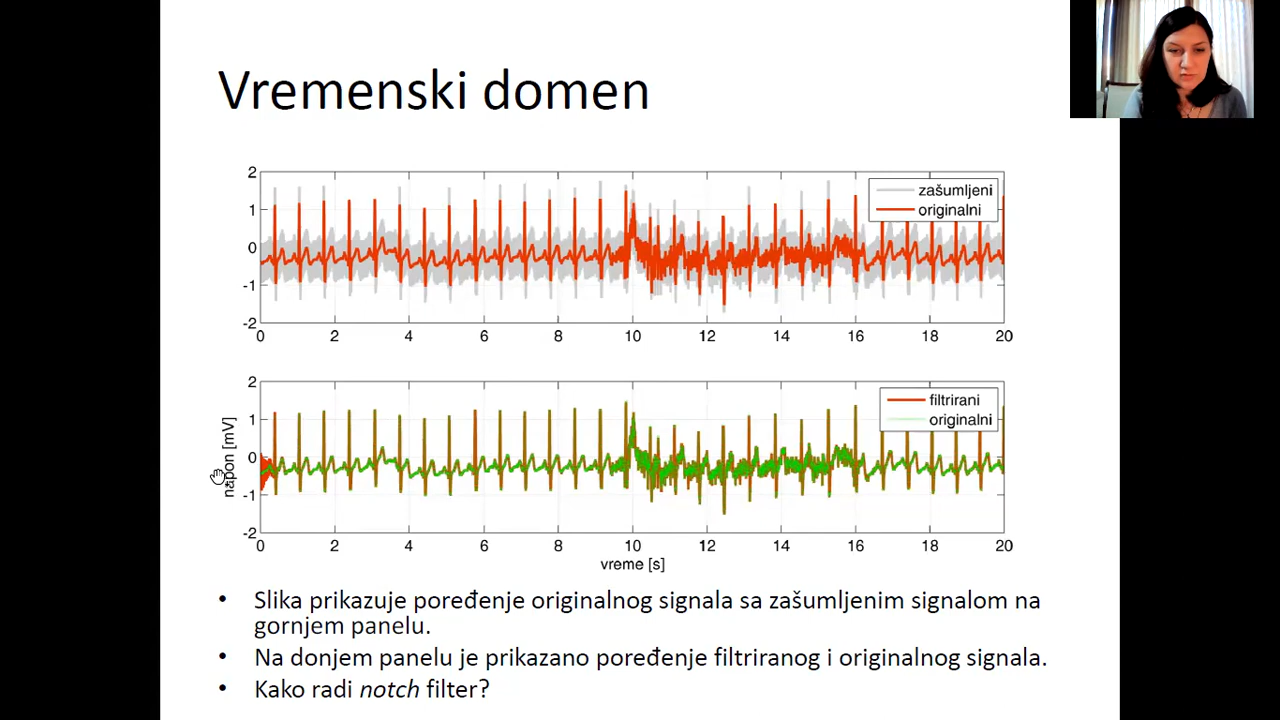 Vremenski domen
2
1
0
-1
-2
zašumljeni
originalni
0 2 4 6 8 10 12 14 16 18 20
2
1
0
-1
-2
napon [mV]
filtrirani
originalni
0 2 4 6 8 10 12 14 16 18 20
vreme [s]
• Slika prikazuje poređenje originalnog signala sa zašumljenim signalom na
gornjem panelu.
• Na donjem panelu je prikazano poređenje filtriranog i originalnog signala.
• Kako radi notch filter?